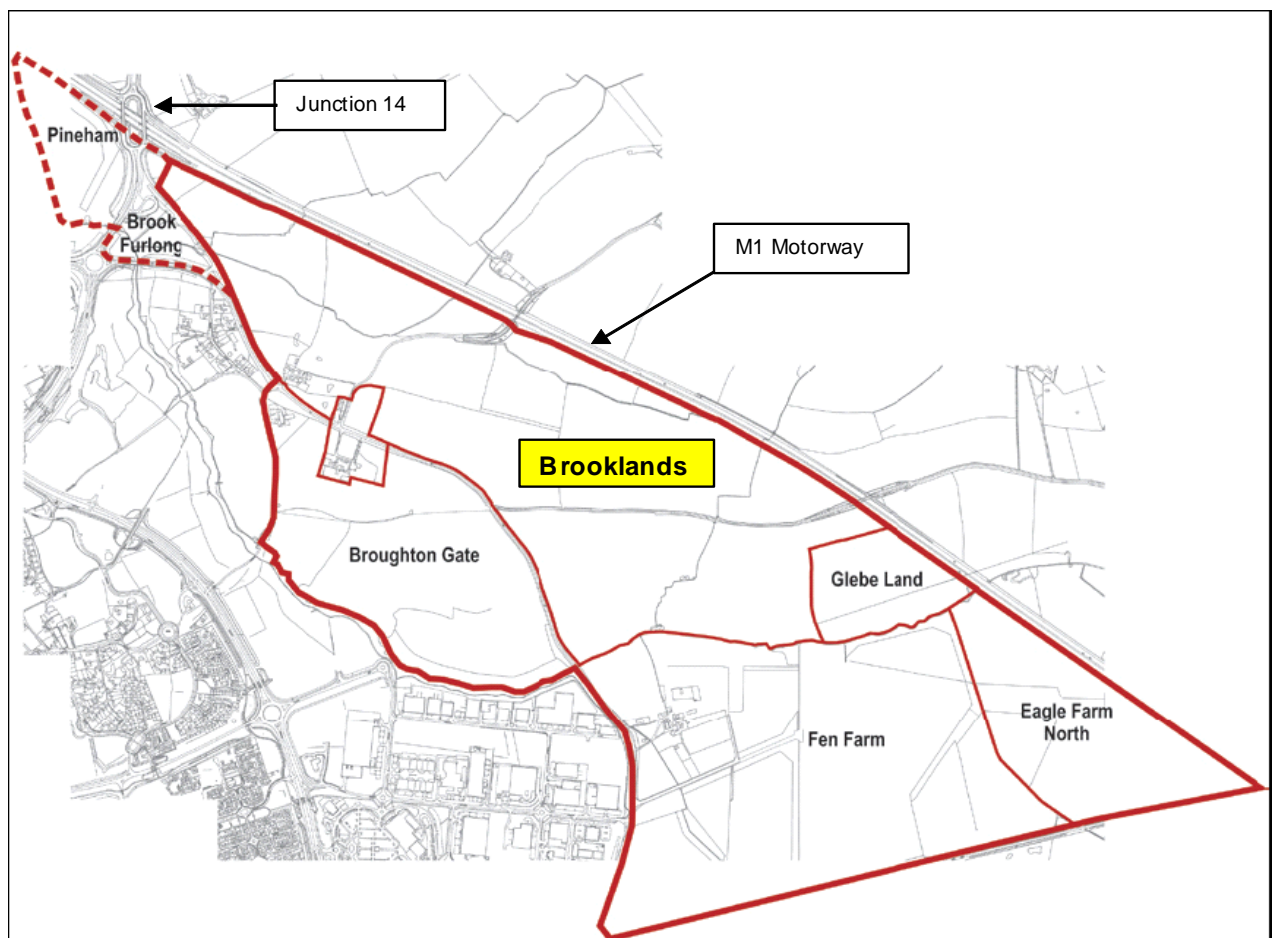 Junction 14
Pineham
Brook
Furlong
M1 Motorway
Brooklands
Broughton Gate
Glebe Land
Eagle Farm
North
Fen Farm